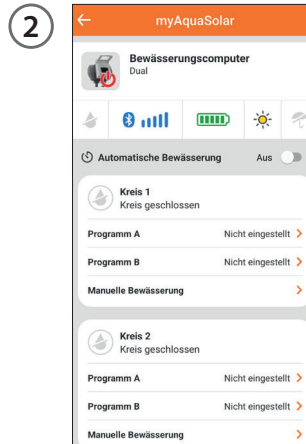 2
myAquaSolar
Bewässerungscomputer
Dual
Automatische Bewässerung Aus
Kreis 1
Kreis geschlossen
Programm A Nicht eingestellt
Programm B Nicht eingestellt
Manuelle Bewässerung
Kreis 2
Kreis geschlossen
Programm A Nicht eingestellt
Programm B Nicht eingestellt
Manuelle Bewässerung